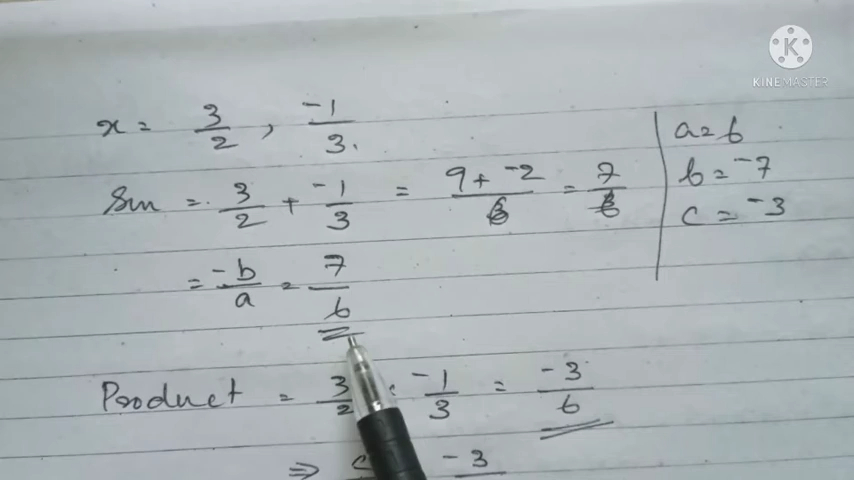 KINEMASTER
x = 3/2, -1/3.
a = 6
b = -7
c = -3
Sum = 3/2 + -1/3 = 9 + -2/6 = 7/6
= -b/a = 7/6
Product = 3/2 × -1/3 = -3/6
⇒ c -3